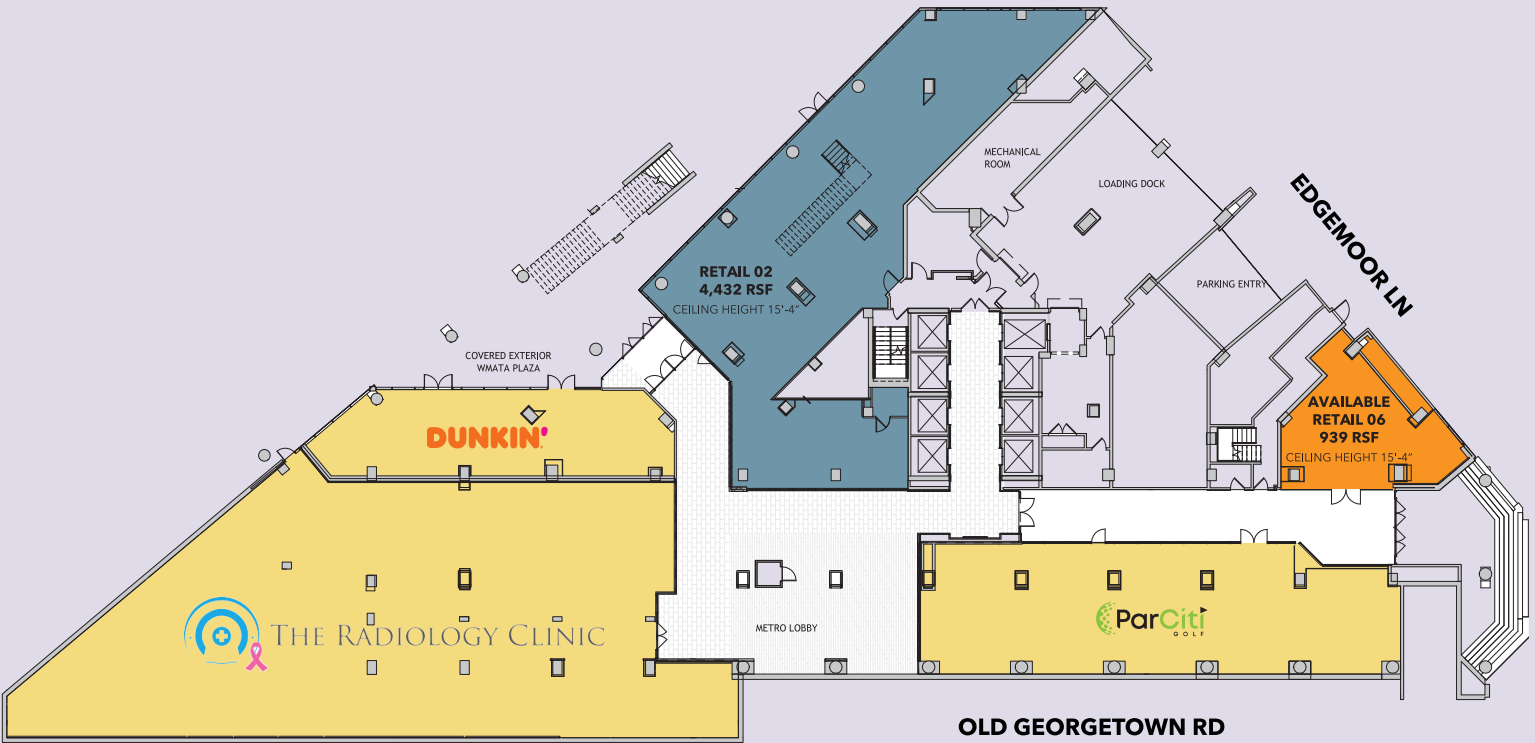 MECHANICAL
ROOM
LOADING DOCK
EDGEMOOR LN
RETAIL 02
4,432 RSF
CEILING HEIGHT 15'-4"
PARKING ENTRY
COVERED EXTERIOR
WMATA PLAZA
DUNKIN'
AVAILABLE
RETAIL 06
939 RSF
CEILING HEIGHT 15'-4"
THE RADIOLOGY CLINIC
METRO LOBBY
ParCiti
GOLF
OLD GEORGETOWN RD